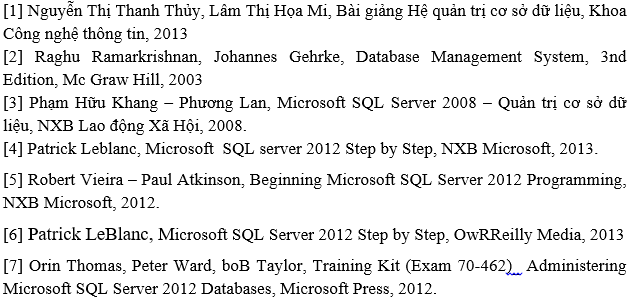 [1] Nguyễn Thị Thanh Thủy, Lâm Thị Họa Mi, Bài giảng Hệ quản trị cơ sở dữ liệu, Khoa
Công nghệ thông tin, 2013
[2] Raghu Ramarkrishnan, Johannes Gehrke, Database Management System, 3nd
Edition, Mc Graw Hill, 2003
[3] Phạm Hữu Khang – Phương Lan, Microsoft SQL Server 2008 – Quản trị cơ sở dữ
liệu, NXB Lao động Xã Hội, 2008.
[4] Patrick Leblanc, Microsoft SQL server 2012 Step by Step, NXB Microsoft, 2013.
[5] Robert Vieira – Paul Atkinson, Beginning Microsoft SQL Server 2012 Programming,
NXB Microsoft, 2012.
[6] Patrick LeBlanc, Microsoft SQL Server 2012 Step by Step, OwRReilly Media, 2013
[7] Orin Thomas, Peter Ward, boB Taylor, Training Kit (Exam 70-462) Administering
Microsoft SQL Server 2012 Databases, Microsoft Press, 2012.